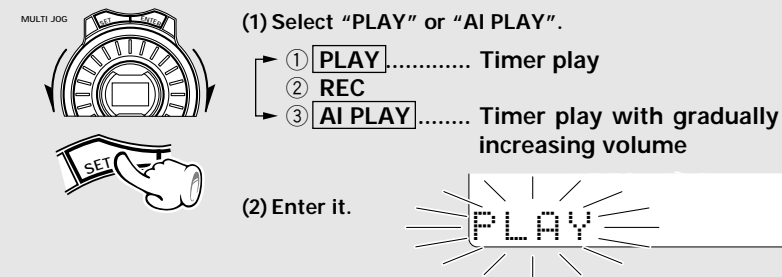 MULTI JOG
SET ENTER
(1) Select “PLAY” or “AI PLAY”.
① PLAY ............. Timer play
② REC
③ AI PLAY ........ Timer play with gradually
increasing volume
SET
(2) Enter it.
PLAY